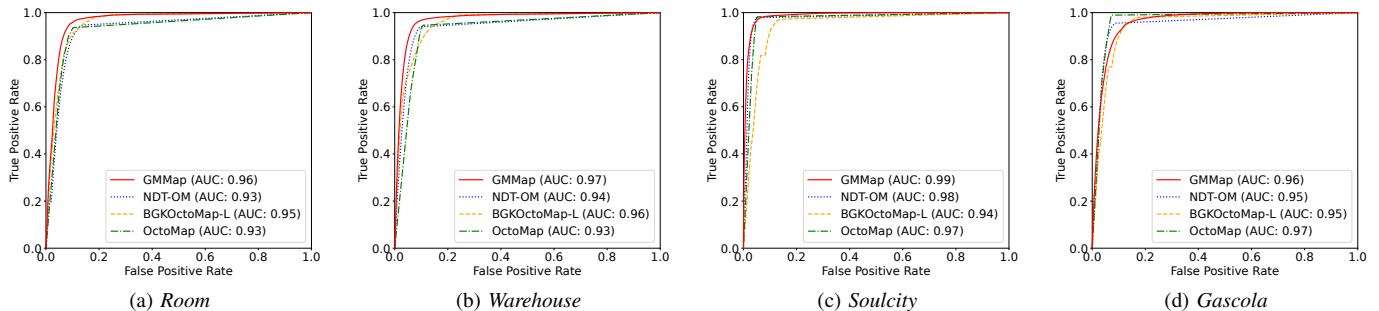 1.0
0.8
0.6
0.4
0.2
0.0
True Positive Rate
GMMap (AUC: 0.96)
NDT-OM (AUC: 0.93)
BGKOctoMap-L (AUC: 0.95)
OctoMap (AUC: 0.93)
0.0 0.2 0.4 0.6 0.8 1.0
False Positive Rate
(a) Room
1.0
0.8
0.6
0.4
0.2
0.0
True Positive Rate
GMMap (AUC: 0.97)
NDT-OM (AUC: 0.94)
BGKOctoMap-L (AUC: 0.96)
OctoMap (AUC: 0.93)
0.0 0.2 0.4 0.6 0.8 1.0
False Positive Rate
(b) Warehouse
1.0
0.8
0.6
0.4
0.2
0.0
True Positive Rate
GMMap (AUC: 0.99)
NDT-OM (AUC: 0.98)
BGKOctoMap-L (AUC: 0.94)
OctoMap (AUC: 0.97)
0.0 0.2 0.4 0.6 0.8 1.0
False Positive Rate
(c) Soulcity
1.0
0.8
0.6
0.4
0.2
0.0
True Positive Rate
GMMap (AUC: 0.96)
NDT-OM (AUC: 0.95)
BGKOctoMap-L (AUC: 0.95)
OctoMap (AUC: 0.97)
0.0 0.2 0.4 0.6 0.8 1.0
False Positive Rate
(d) Gascola